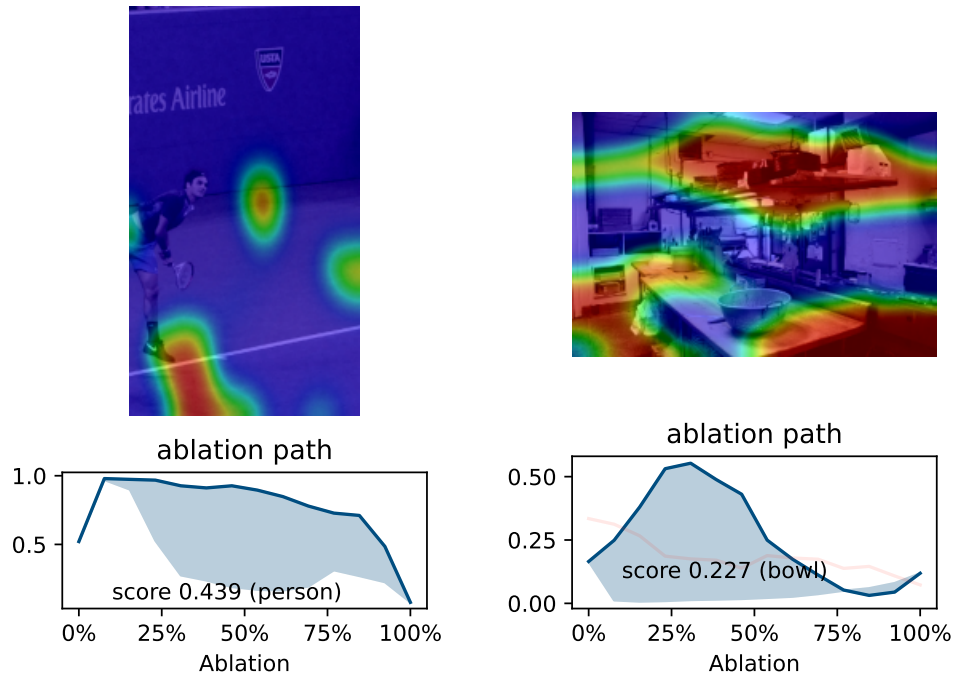 USTA
rates Airline
ablation path
1.0
0.5
score 0.439 (person)
0%
25%
50%
75%
100%
Ablation
ablation path
0.50
0.25
0.00
score 0.227 (bowl)
0%
25%
50%
75%
100%
Ablation